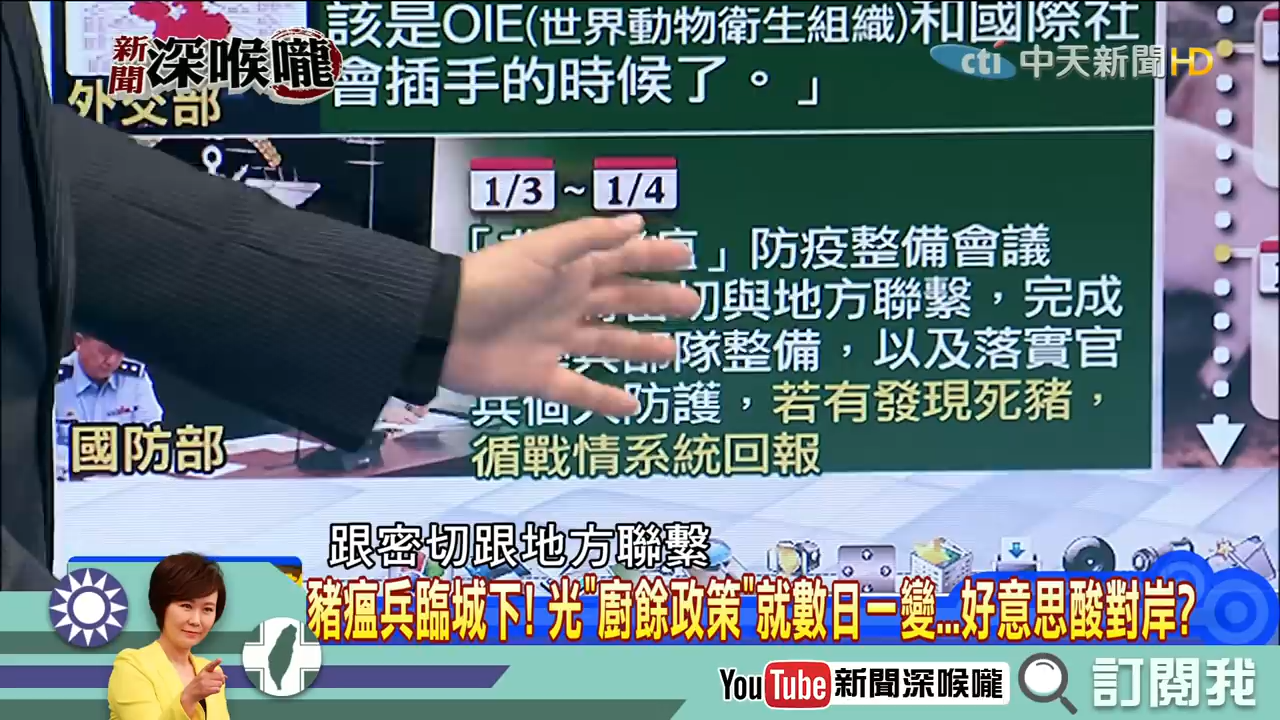 新聞深喉嚨
cti 中天新聞HD
該是OIE(世界動物衛生組織)和國際社
會插手的時候了。」
外交部
1/3 ~ 1/4
」防疫整備會議
切與地方聯繫，完成
部隊整備，以及落實官
兵個人防護，若有發現死豬，
循戰情系統回報
國防部
跟密切跟地方聯繫
豬瘟兵臨城下!光"廚餘政策"就數日一變...好意思酸對岸?
YouTube 新聞深喉嚨 訂閱我